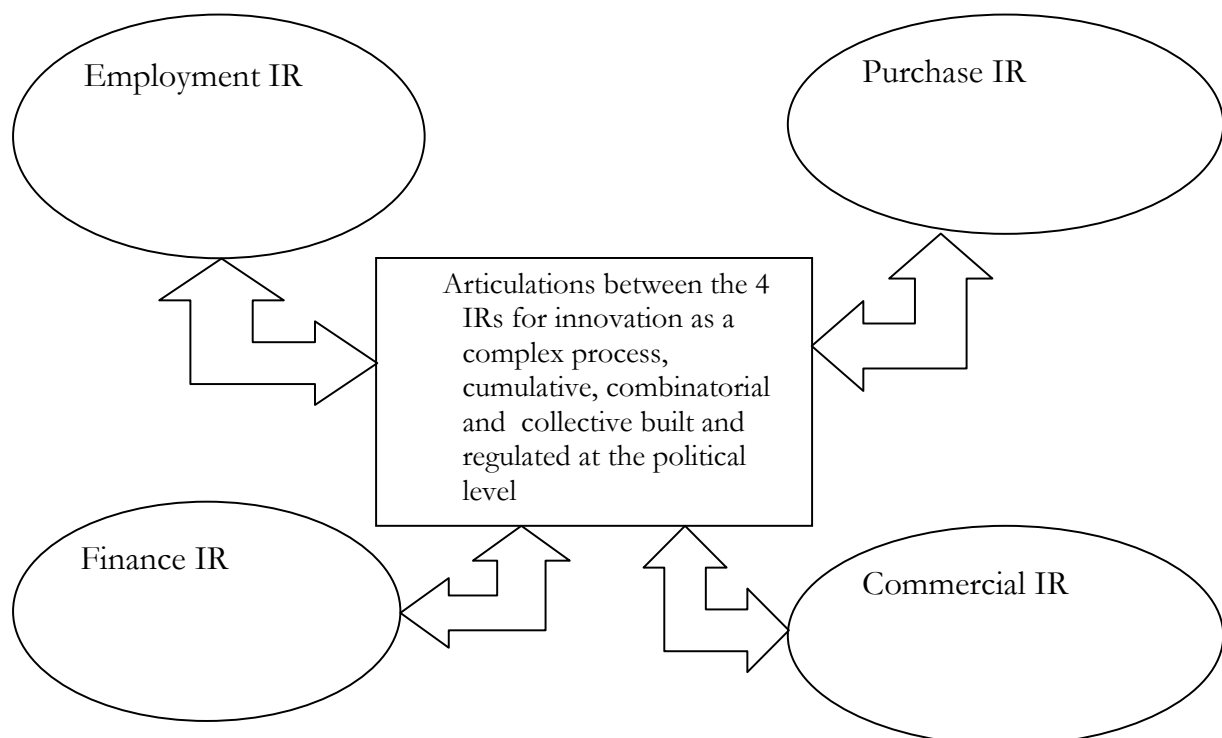 Employment IR
Purchase IR
Articulations between the 4
IRs for innovation as a
complex process,
cumulative, combinatorial
and collective built and
regulated at the political
level
Finance IR
Commercial IR